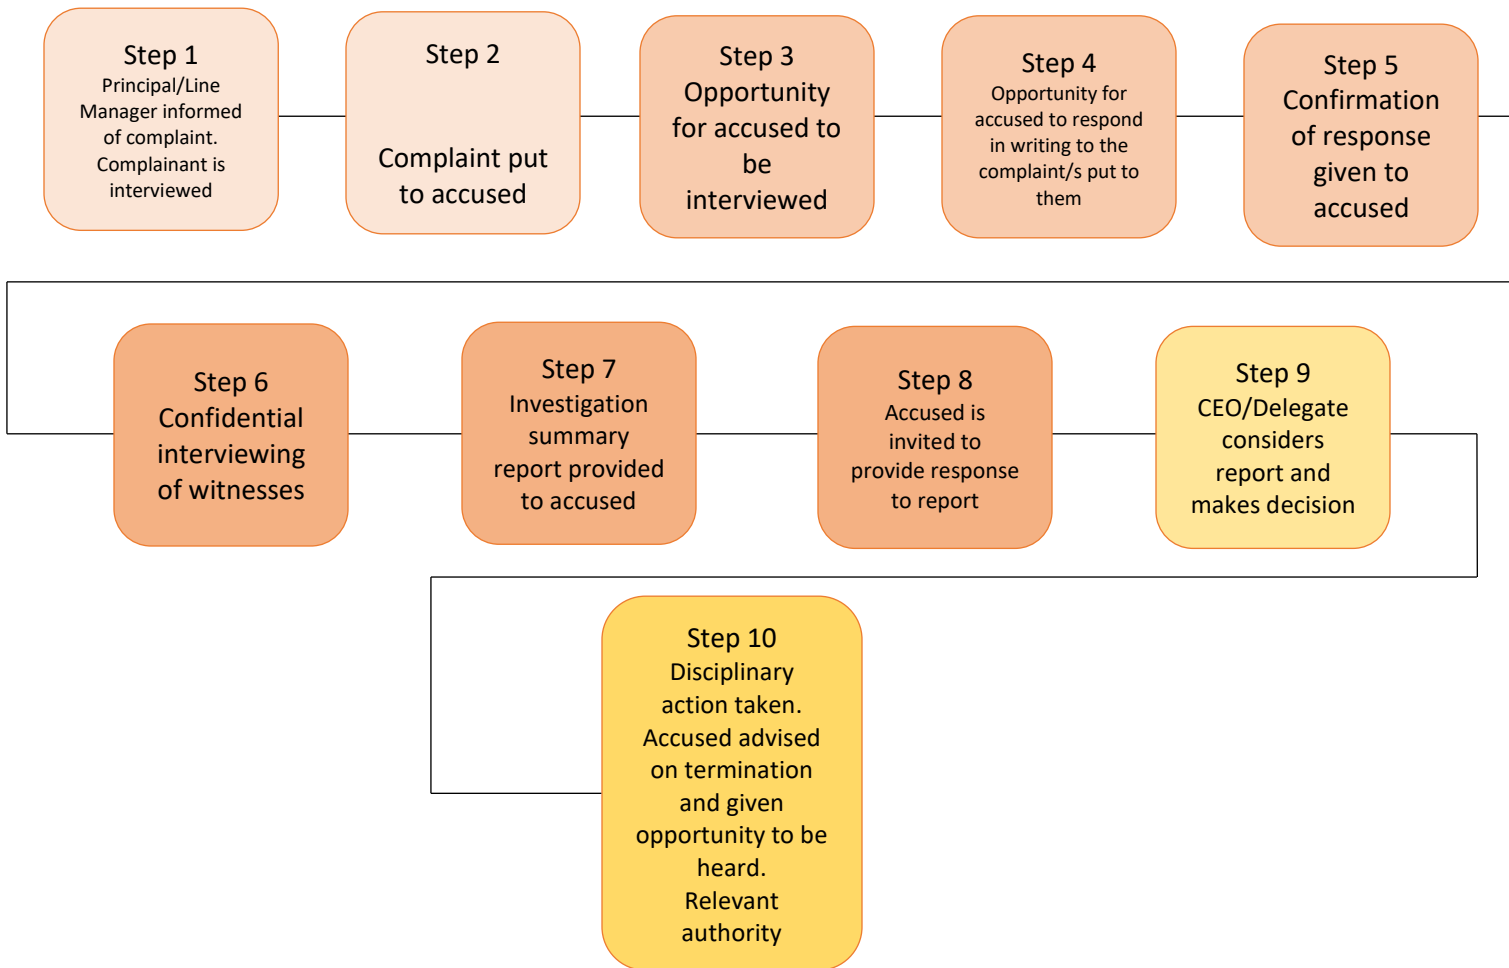 Step 1
Principal/Line
Manager informed
of complaint.
Complainant is
interviewed
Step 2
Complaint put
to accused
Step 3
Opportunity
for accused to
be
interviewed
Step 4
Opportunity for
accused to respond
in writing to the
complaint/s put to
them
Step 5
Confirmation
of response
given to
accused
Step 6
Confidential
interviewing
of witnesses
Step 7
Investigation
summary
report provided
to accused
Step 8
Accused is
invited to
provide response
to report
Step 9
CEO/Delegate
considers
report and
makes decision
Step 10
Disciplinary
action taken.
Accused advised
on termination
and given
opportunity to be
heard.
Relevant
authority